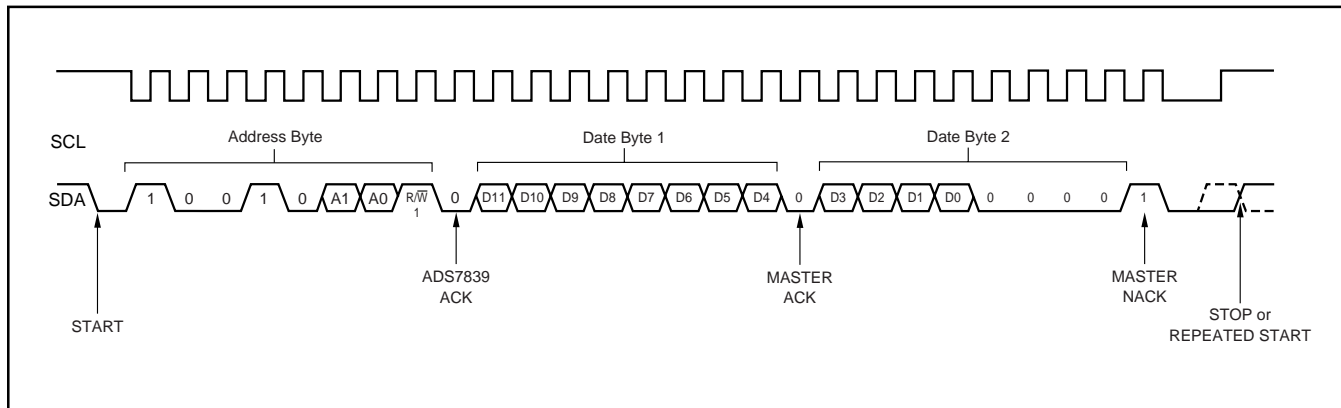 SCL
Address Byte
Date Byte 1
Date Byte 2
SDA
1 0 0 1 0 A1 A0 R/W̅ 1 0 D11 D10 D9 D8 D7 D6 D5 D4 0 D3 D2 D1 D0 0 0 0 0 1
START
ADS7839
ACK
MASTER
ACK
MASTER
NACK
STOP or
REPEATED START